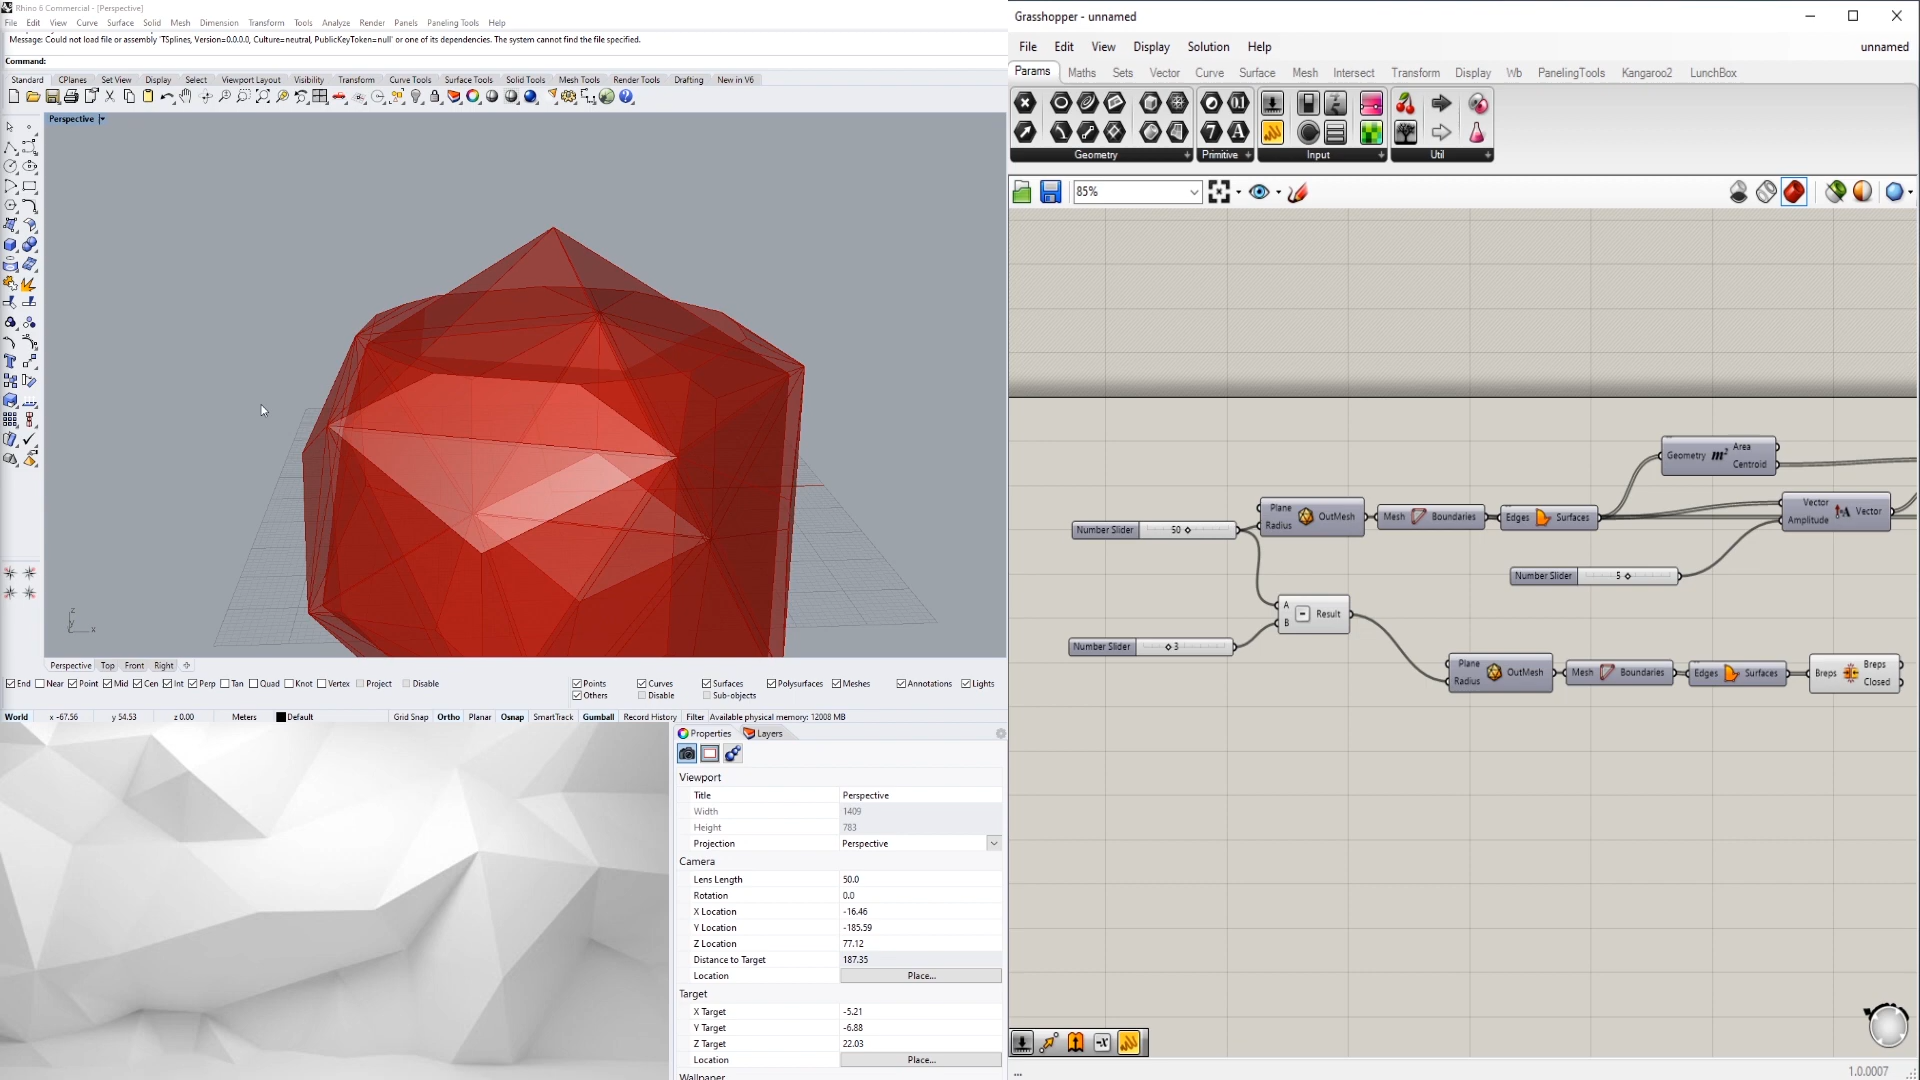 Rhino 6 Commercial - [Perspective]
File Edit View Curve Surface Solid Mesh Dimension Transform Tools Analyze Render Panels Paneling Tools Help
Message: Could not load file or assembly 'TSplines, Version=0.0.0.0, Culture=neutral, PublicKeyToken=null' or one of its dependencies. The system cannot find the file specified.
Command:
Standard CPlanes Set View Display Select Viewport Layout Visibility Transform Curve Tools Surface Tools Solid Tools Mesh Tools Render Tools Drafting New in V6
Perspective
z
y
x
Perspective Top Front Right
End Near Point Mid Cen Int Perp Tan Quad Knot Vertex Project Disable
Points Curves Surfaces Polysurfaces Meshes Annotations Lights
Others Disable Sub-objects
World x -67.56 y 54.53 z 0.00 Meters Default Grid Snap Ortho Planar Osnap SmartTrack Gumball Record History Filter Available physical memory: 12008 MB
Properties Layers
Viewport
Title Perspective
Width 1409
Height 783
Projection Perspective
Camera
Lens Length 50.0
Rotation 0.0
X Location -16.46
Y Location -185.59
Z Location 77.12
Distance to Target 187.35
Location Place...
Target
X Target -5.21
Y Target -6.88
Z Target 22.03
Location Place...
Wallpaper
Grasshopper - unnamed
File Edit View Display Solution Help unnamed
Params Maths Sets Vector Curve Surface Mesh Intersect Transform Display Wb PanelingTools Kangaroo2 LunchBox
Geometry Primitive Input Util
85%
Geometry m² Area Centroid
Vector Amplitude Vector
Number Slider 50
Plane Radius OutMesh
Mesh Boundaries
Edges Surfaces
Number Slider 5
A B Result
Number Slider 3
Plane Radius OutMesh
Mesh Boundaries
Edges Surfaces
Breps Breps Closed
... 1.0.0007